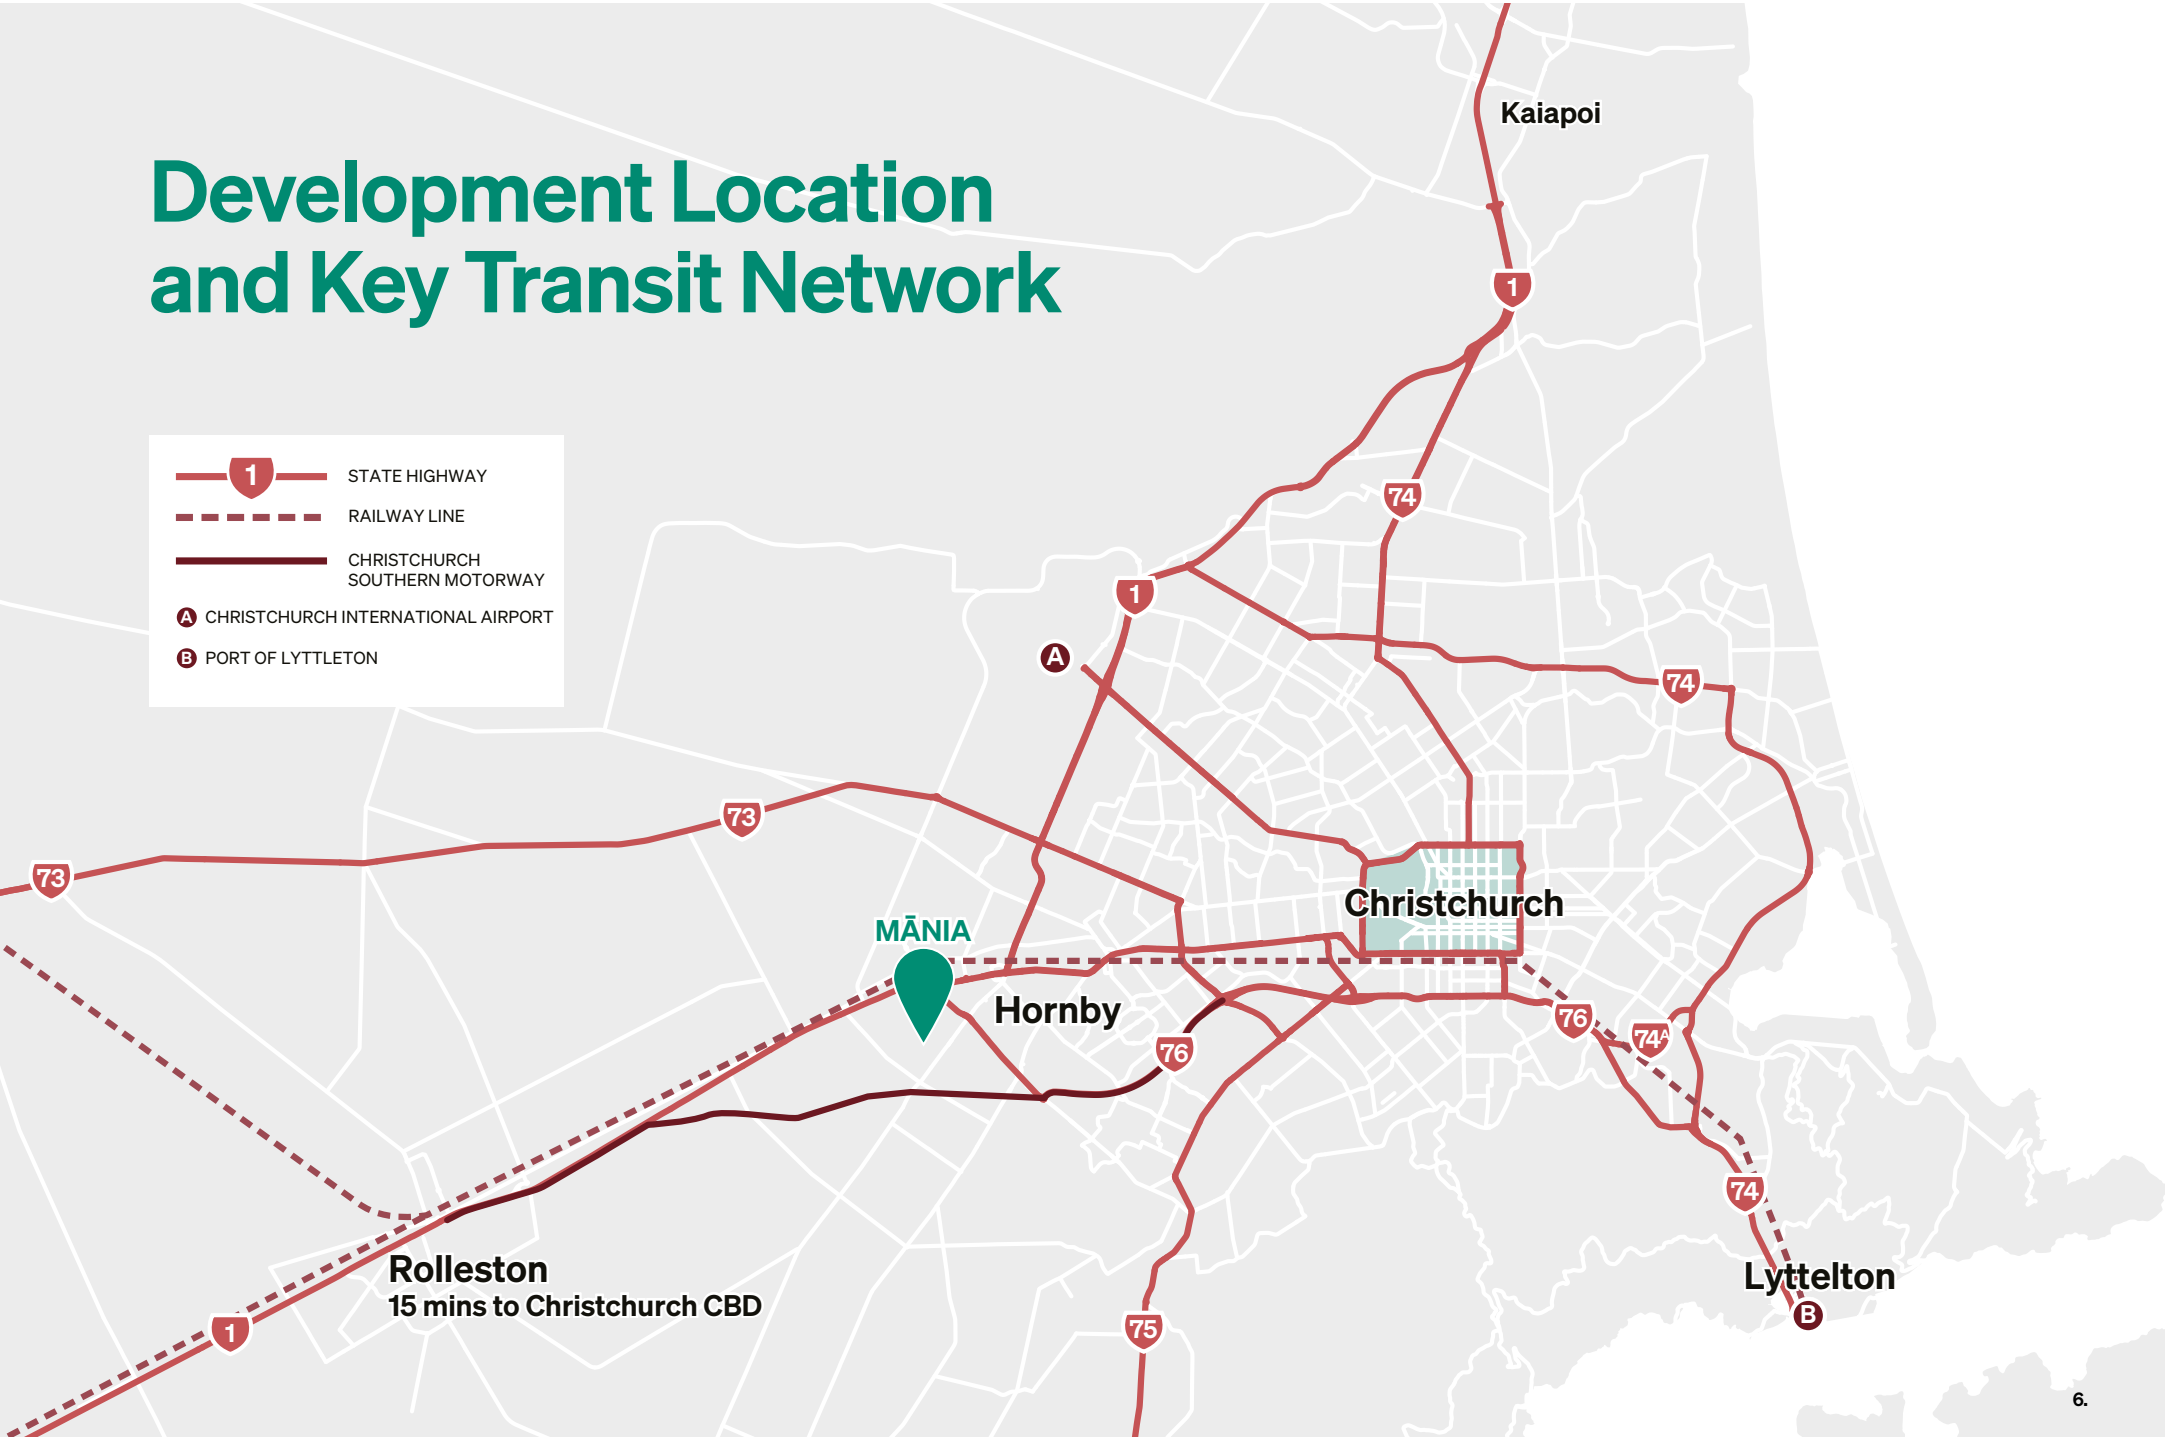 Kaiapoi
Development Location
and Key Transit Network
1
1
STATE HIGHWAY
RAILWAY LINE
CHRISTCHURCH
SOUTHERN MOTORWAY
A CHRISTCHURCH INTERNATIONAL AIRPORT
B PORT OF LYTTLETON
74
1
A
74
73
73
Christchurch
MĀNIA
Hornby
76
74A
76
74
Rolleston
15 mins to Christchurch CBD
Lyttelton
B
1
75
6.